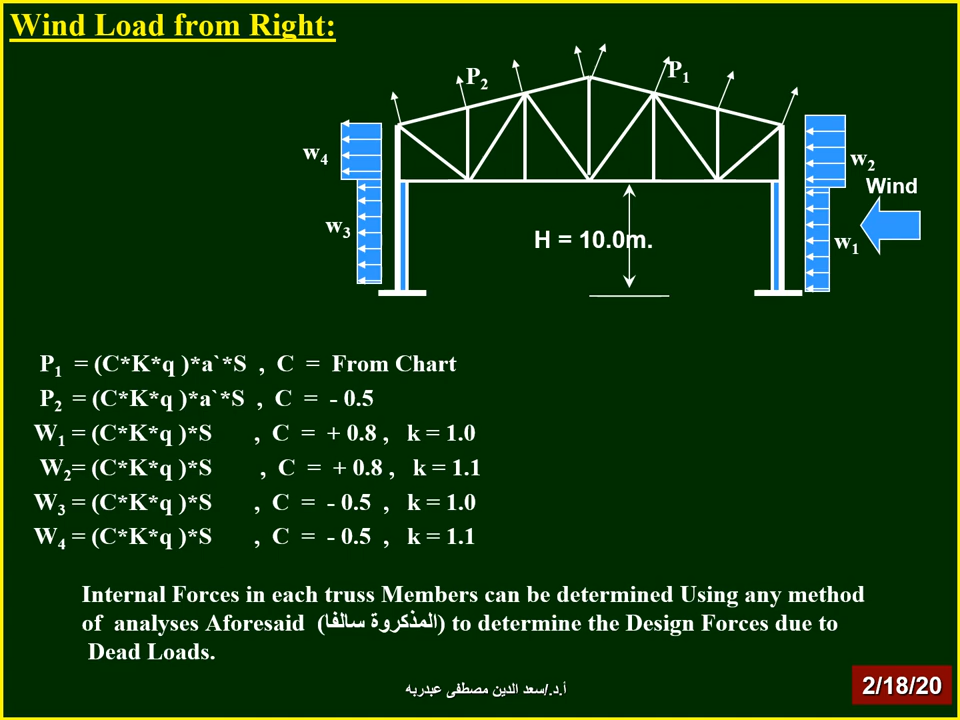 Wind Load from Right:
P2
P1
w4
w2
Wind
w3
w1
H = 10.0m.
P1 = (C*K*q )*a`*S , C = From Chart
P2 = (C*K*q )*a`*S , C = - 0.5
W1 = (C*K*q )*S , C = + 0.8 , k = 1.0
W2= (C*K*q )*S , C = + 0.8 , k = 1.1
W3 = (C*K*q )*S , C = - 0.5 , k = 1.0
W4 = (C*K*q )*S , C = - 0.5 , k = 1.1
Internal Forces in each truss Members can be determined Using any method
of analyses Aforesaid (المذكروة سالفا) to determine the Design Forces due to
Dead Loads.
أ.د./سعد الدين مصطفى عبدربه
2/18/20